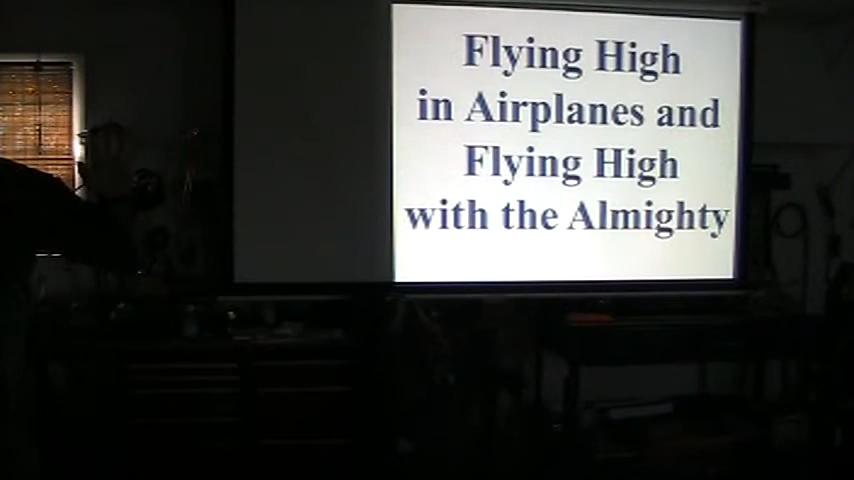 Flying High
in Airplanes and
Flying High
with the Almighty